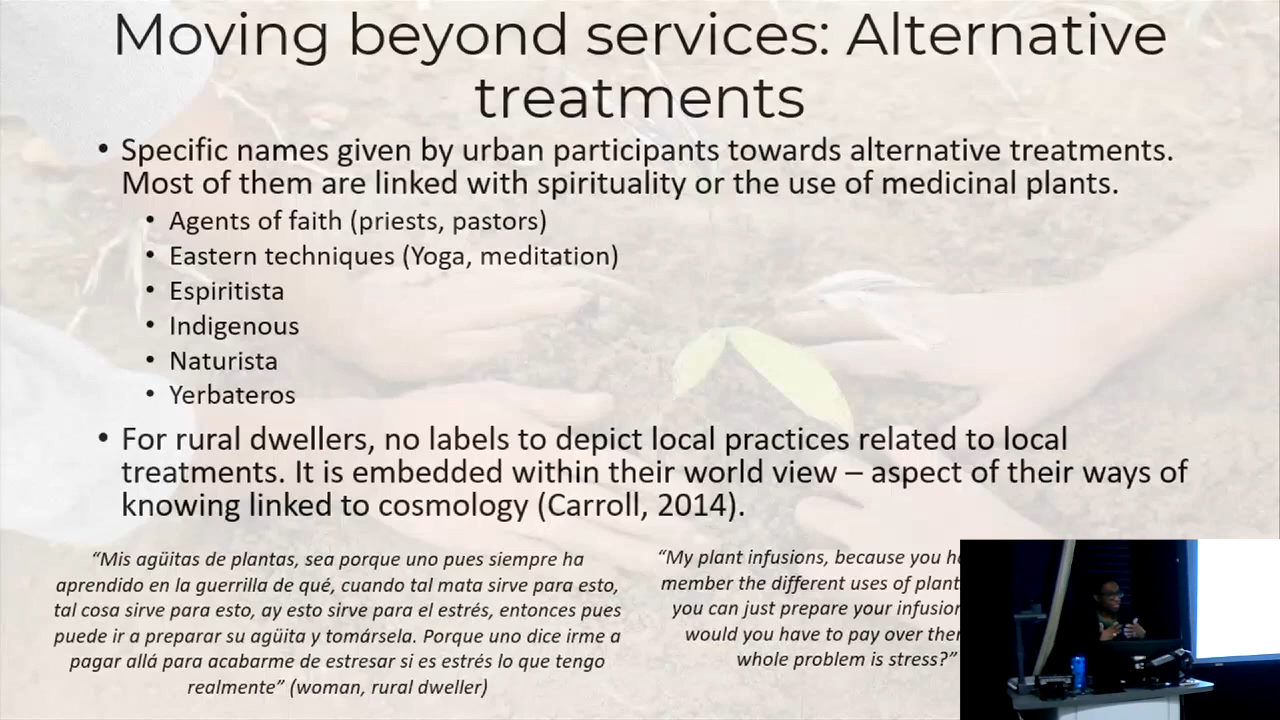 Moving beyond services: Alternative
treatments
• Specific names given by urban participants towards alternative treatments.
Most of them are linked with spirituality or the use of medicinal plants.
• Agents of faith (priests, pastors)
• Eastern techniques (Yoga, meditation)
• Espiritista
• Indigenous
• Naturista
• Yerbateros
• For rural dwellers, no labels to depict local practices related to local
treatments. It is embedded within their world view – aspect of their ways of
knowing linked to cosmology (Carroll, 2014).
“Mis agüitas de plantas, sea porque uno pues siempre ha
aprendido en la guerrilla de qué, cuando tal mata sirve para esto,
tal cosa sirve para esto, ay esto sirve para el estrés, entonces pues
puede ir a preparar su agüita y tomársela. Porque uno dice irme a
pagar allá para acabarme de estresar si es estrés lo que tengo
realmente” (woman, rural dweller)
“My plant infusions, because you
member the different uses of
you can just prepare your
would you have to pay over
whole problem is stress?”